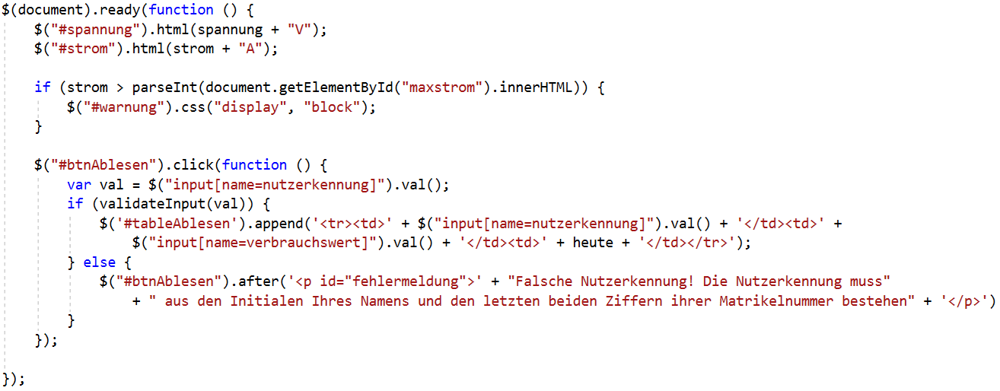 $(document).ready(function () {
    $("#spannung").html(spannung + "V");
    $("#strom").html(strom + "A");

    if (strom > parseInt(document.getElementById("maxstrom").innerHTML)) {
        $("#warnung").css("display", "block");
    }

    $("#btnAblesen").click(function () {
        var val = $("input[name=nutzerkennung]").val();
        if (validateInput(val)) {
            $('#tableAblesen').append('<tr><td>' + $("input[name=nutzerkennung]").val() + '</td><td>' +
                $("input[name=verbrauchswert]").val() + '</td><td>' + heute + '</td></tr>');
        } else {
            $("#btnAblesen").after('<p id="fehlermeldung">' + "Falsche Nutzerkennung! Die Nutzerkennung muss"
                + " aus den Initialen Ihres Namens und den letzten beiden Ziffern ihrer Matrikelnummer bestehen" + '</p>')
        }
    });

});